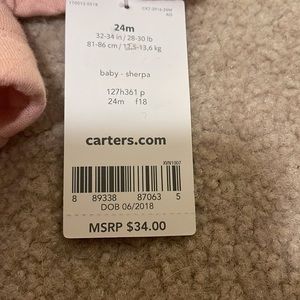 24m
32-34 in / 28-30 lb
81-86 cm / 12,5-13,6 kg
baby - sherpa
127h361 p
24m f18
carters.com
XVN1007
8 89338 87063 5
DOB 06/2018
MSRP $34.00